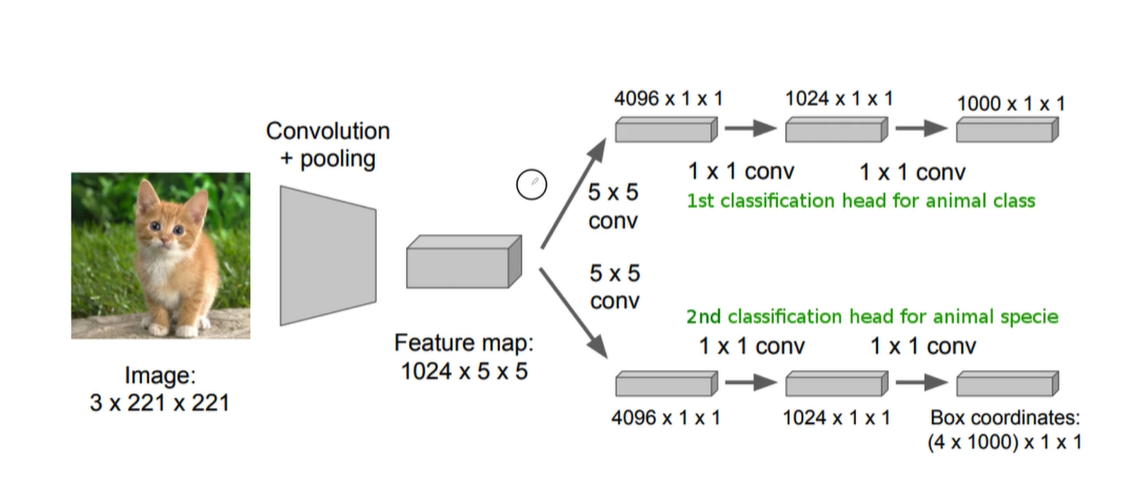 Convolution
+ pooling
Image:
3 x 221 x 221
Feature map:
1024 x 5 x 5
5 x 5
conv
4096 x 1 x 1
1024 x 1 x 1
1000 x 1 x 1
1 x 1 conv
1 x 1 conv
1st classification head for animal class
5 x 5
conv
2nd classification head for animal specie
1 x 1 conv
1 x 1 conv
4096 x 1 x 1
1024 x 1 x 1
Box coordinates:
(4 x 1000) x 1 x 1